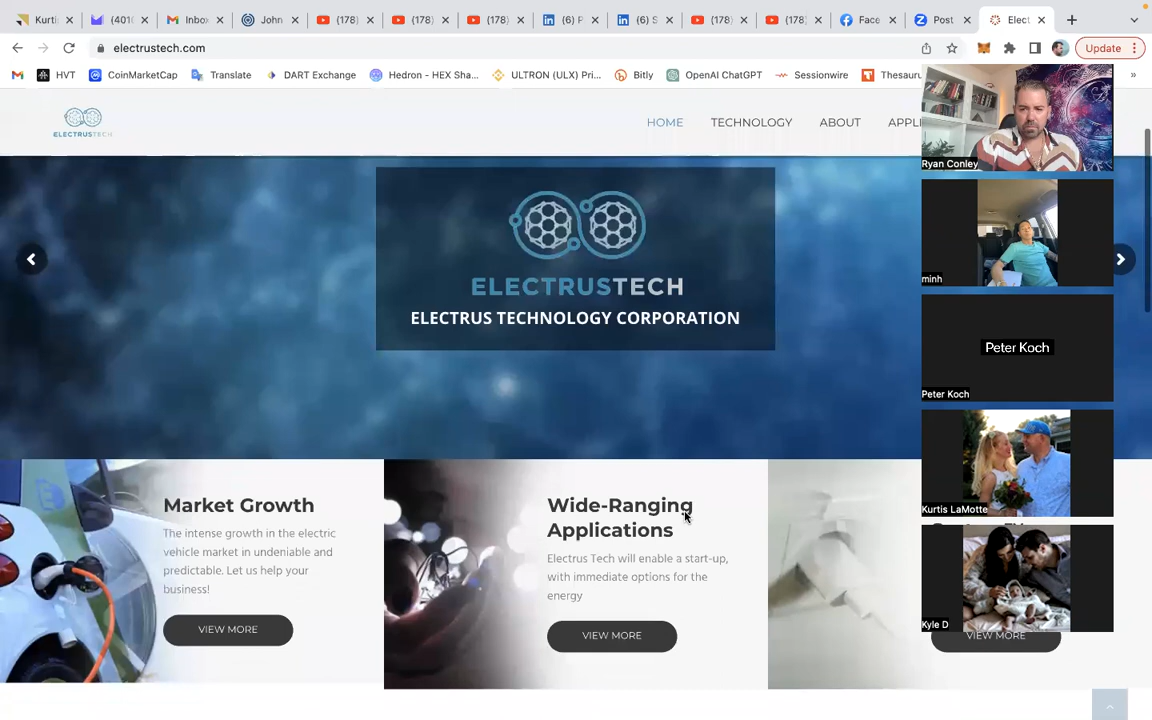 Kurti
(401(
Inbo
John
(178)
(178)
(178)
(6) P
(6) S
(178)
(178)
Face
Post
Elect
electrustech.com
Update
HVT
CoinMarketCap
Translate
DART Exchange
Hedron - HEX Sha...
ULTRON (ULX) Pri...
Bitly
OpenAI ChatGPT
Sessionwire
Thesauru
ELECTRUSTECH
HOME
TECHNOLOGY
ABOUT
APPLI
Ryan Conley
minh
Peter Koch
Peter Koch
Kurtis LaMotte
Kyle D
ELECTRUSTECH
ELECTRUS TECHNOLOGY CORPORATION
Market Growth
The intense growth in the electric
vehicle market in undeniable and
predictable. Let us help your
business!
VIEW MORE
Wide-Ranging
Applications
Electrus Tech will enable a start-up,
with immediate options for the
energy
VIEW MORE
VIEW MORE